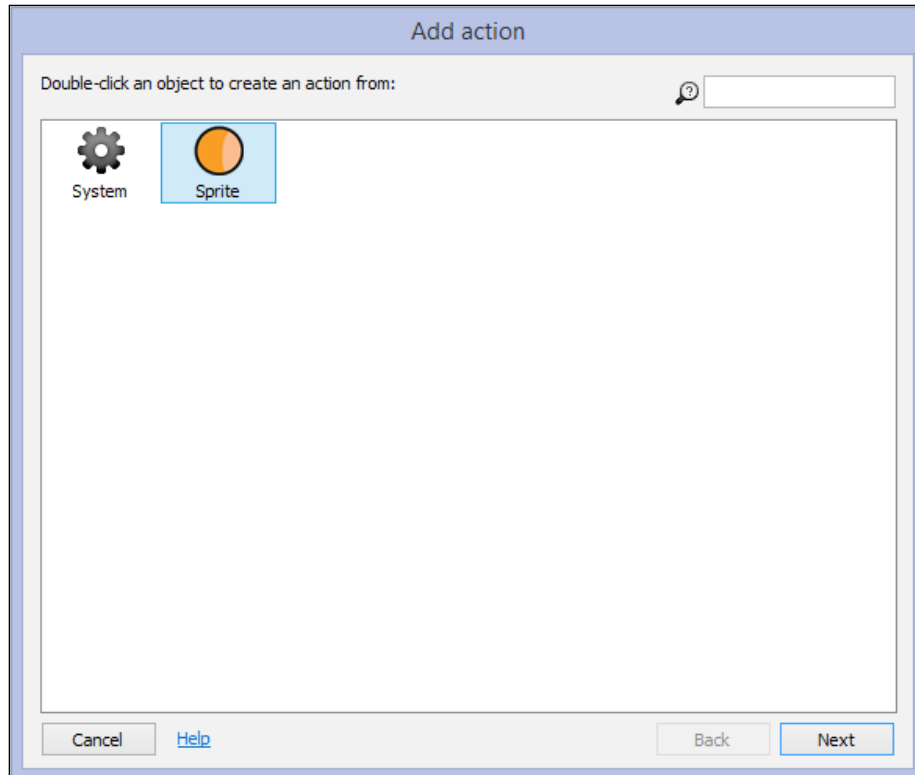 Add action
Double-click an object to create an action from:
System Sprite
Cancel Help Back Next